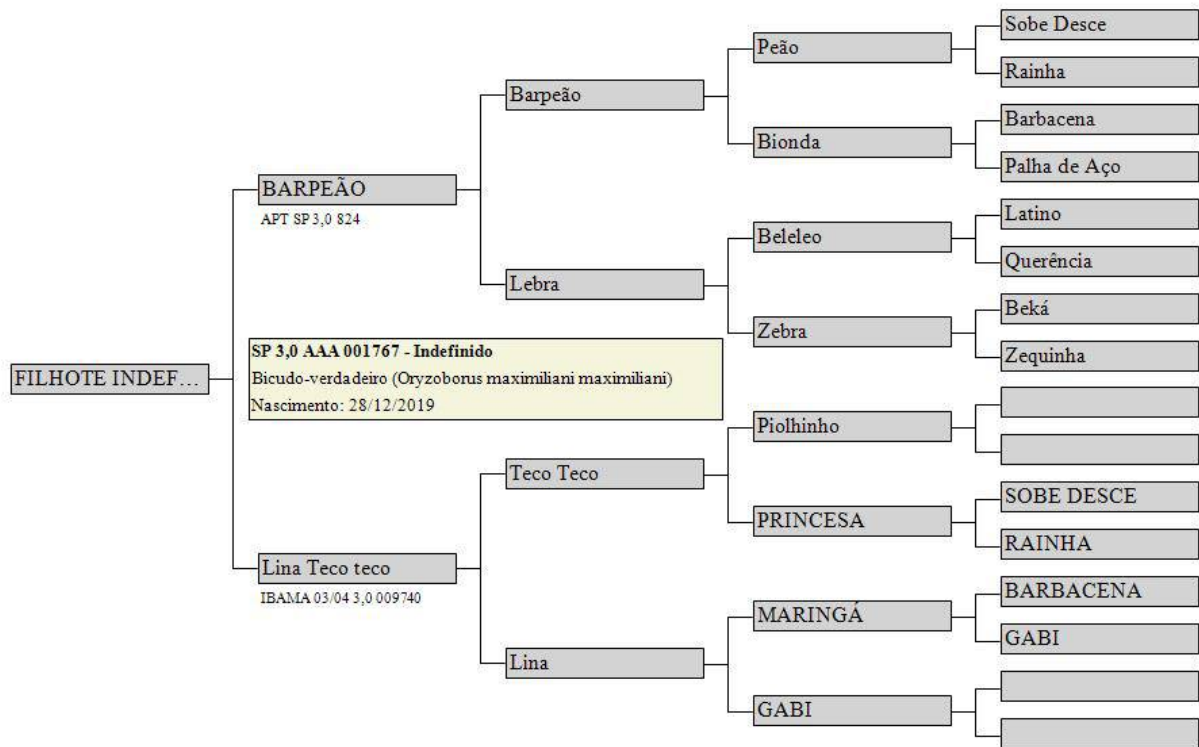 Sobe Desce
Peão
Rainha
Barpeão
Barbacena
Bionda
Palha de Aço
BARPEÃO
APT SP 3,0 824
Latino
Beleleo
Querência
Lebra
Beká
Zebra
Zequinha
FILHOTE INDEF...
SP 3,0 AAA 001767 - Indefinido
Bicudo-verdadeiro (Oryzoborus maximiliani maximiliani)
Nascimento: 28/12/2019
Piolhinho
Teco Teco
SOBE DESCE
PRINCESA
RAINHA
Lina Teco teco
IBAMA 03/04 3,0 009740
BARBACENA
MARINGÁ
GABI
Lina
GABI